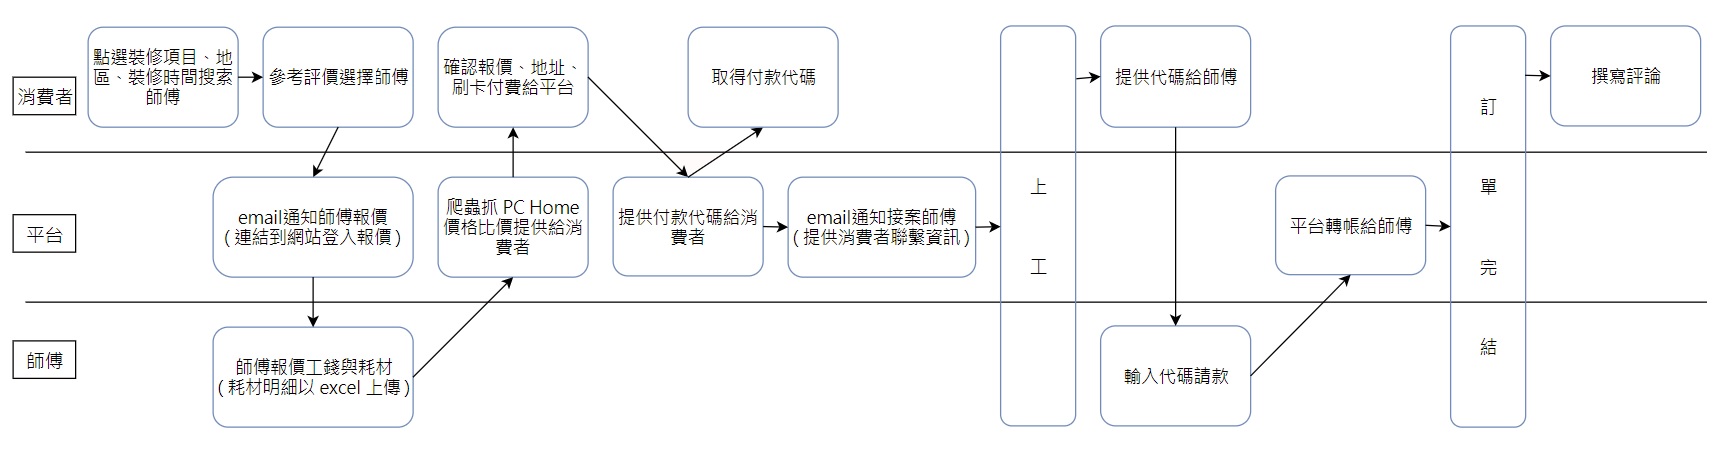 消費者
點選裝修項目、地
區、裝修時間搜索
師傅
參考評價選擇師傅
確認報價、地址、
刷卡付費給平台
取得付款代碼
提供代碼給師傅
撰寫評論
平台
email通知師傅報價
( 連結到網站登入報價 )
爬蟲抓 PC Home
價格比價提供給消
費者
提供付款代碼給消
費者
email通知接案師傅
( 提供消費者聯繫資訊 )
上
工
平台轉帳給師傅
訂
單
完
結
師傅
師傅報價工錢與耗材
( 耗材明細以 excel 上傳 )
輸入代碼請款